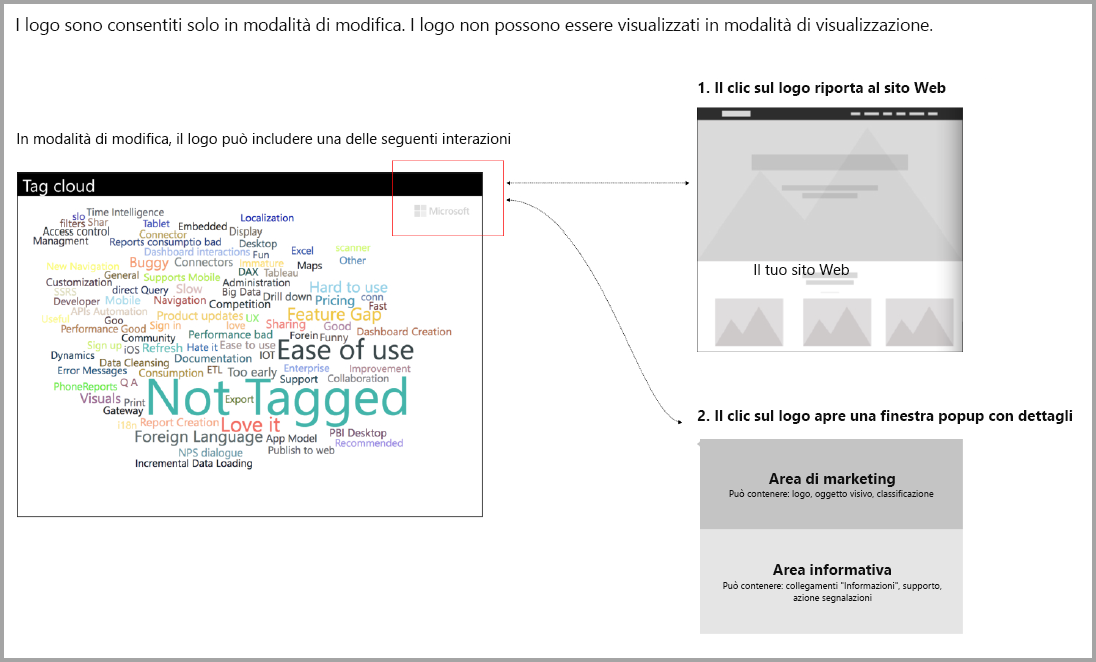 I logo sono consentiti solo in modalità di modifica. I logo non possono essere visualizzati in modalità di visualizzazione.
In modalità di modifica, il logo può includere una delle seguenti interazioni
Tag cloud
Microsoft
slo Time Intelligence
filters Shar Tablet Embedded Localization
Access control Connector Display
Managment Reports consumptio bad Desktop
Dashboard interactions Fun Excel scanner
New Navigation Buggy Connectors Immature Maps Other
General Supports Mobile DAX Tableau
Customization Administration
SSRS direct Query Slow Big Data Drill down Hard to use
Developer Mobile Navigation Competition Pricing conn
APIs Automation Fast
Useful Goo Product updates UX Feature Gap
Performance Good Sign in love Sharing Good Dashboard Creation
Community Performance bad Forein Funny
Sign up iOS Refresh Hate it Ease to use Ease of use
Dynamics Data Cleansing Documentation IOT
Error Messages Consumption ETL Too early Enterprise Improvement
PhoneReports Q A Support Collaboration
Visuals Print Not Tagged Export
Gateway
i18n Report Creation Love it
Foreign Language App Model PBI Desktop
Recommended
NPS dialogue Publish to web
Incremental Data Loading
1. Il clic sul logo riporta al sito Web
Il tuo sito Web
2. Il clic sul logo apre una finestra popup con dettagli
Area di marketing
Può contenere: logo, oggetto visivo, classificazione
Area informativa
Può contenere: collegamenti "Informazioni", supporto,
azione segnalazioni